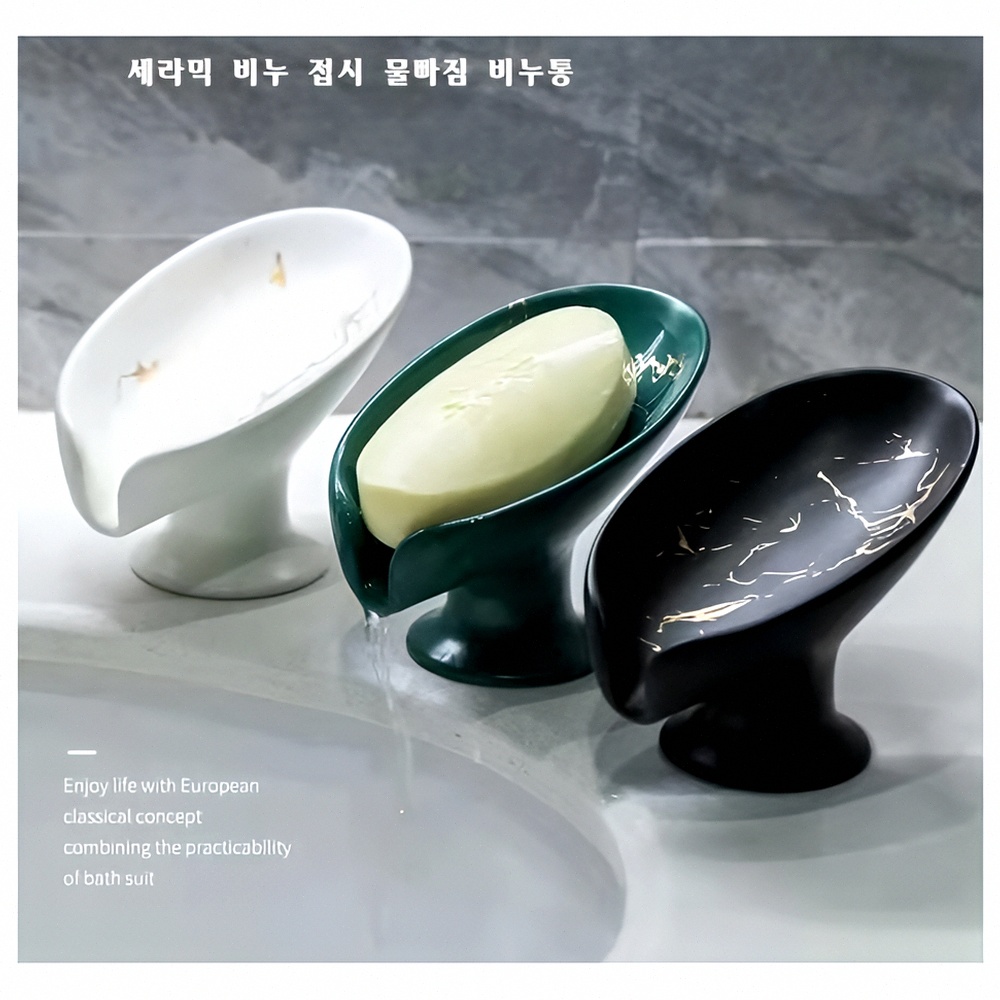 세라믹 비누 접시 물빠짐 비누통
Enjoy life with European
classical concept
combining the practicability
of bath suit